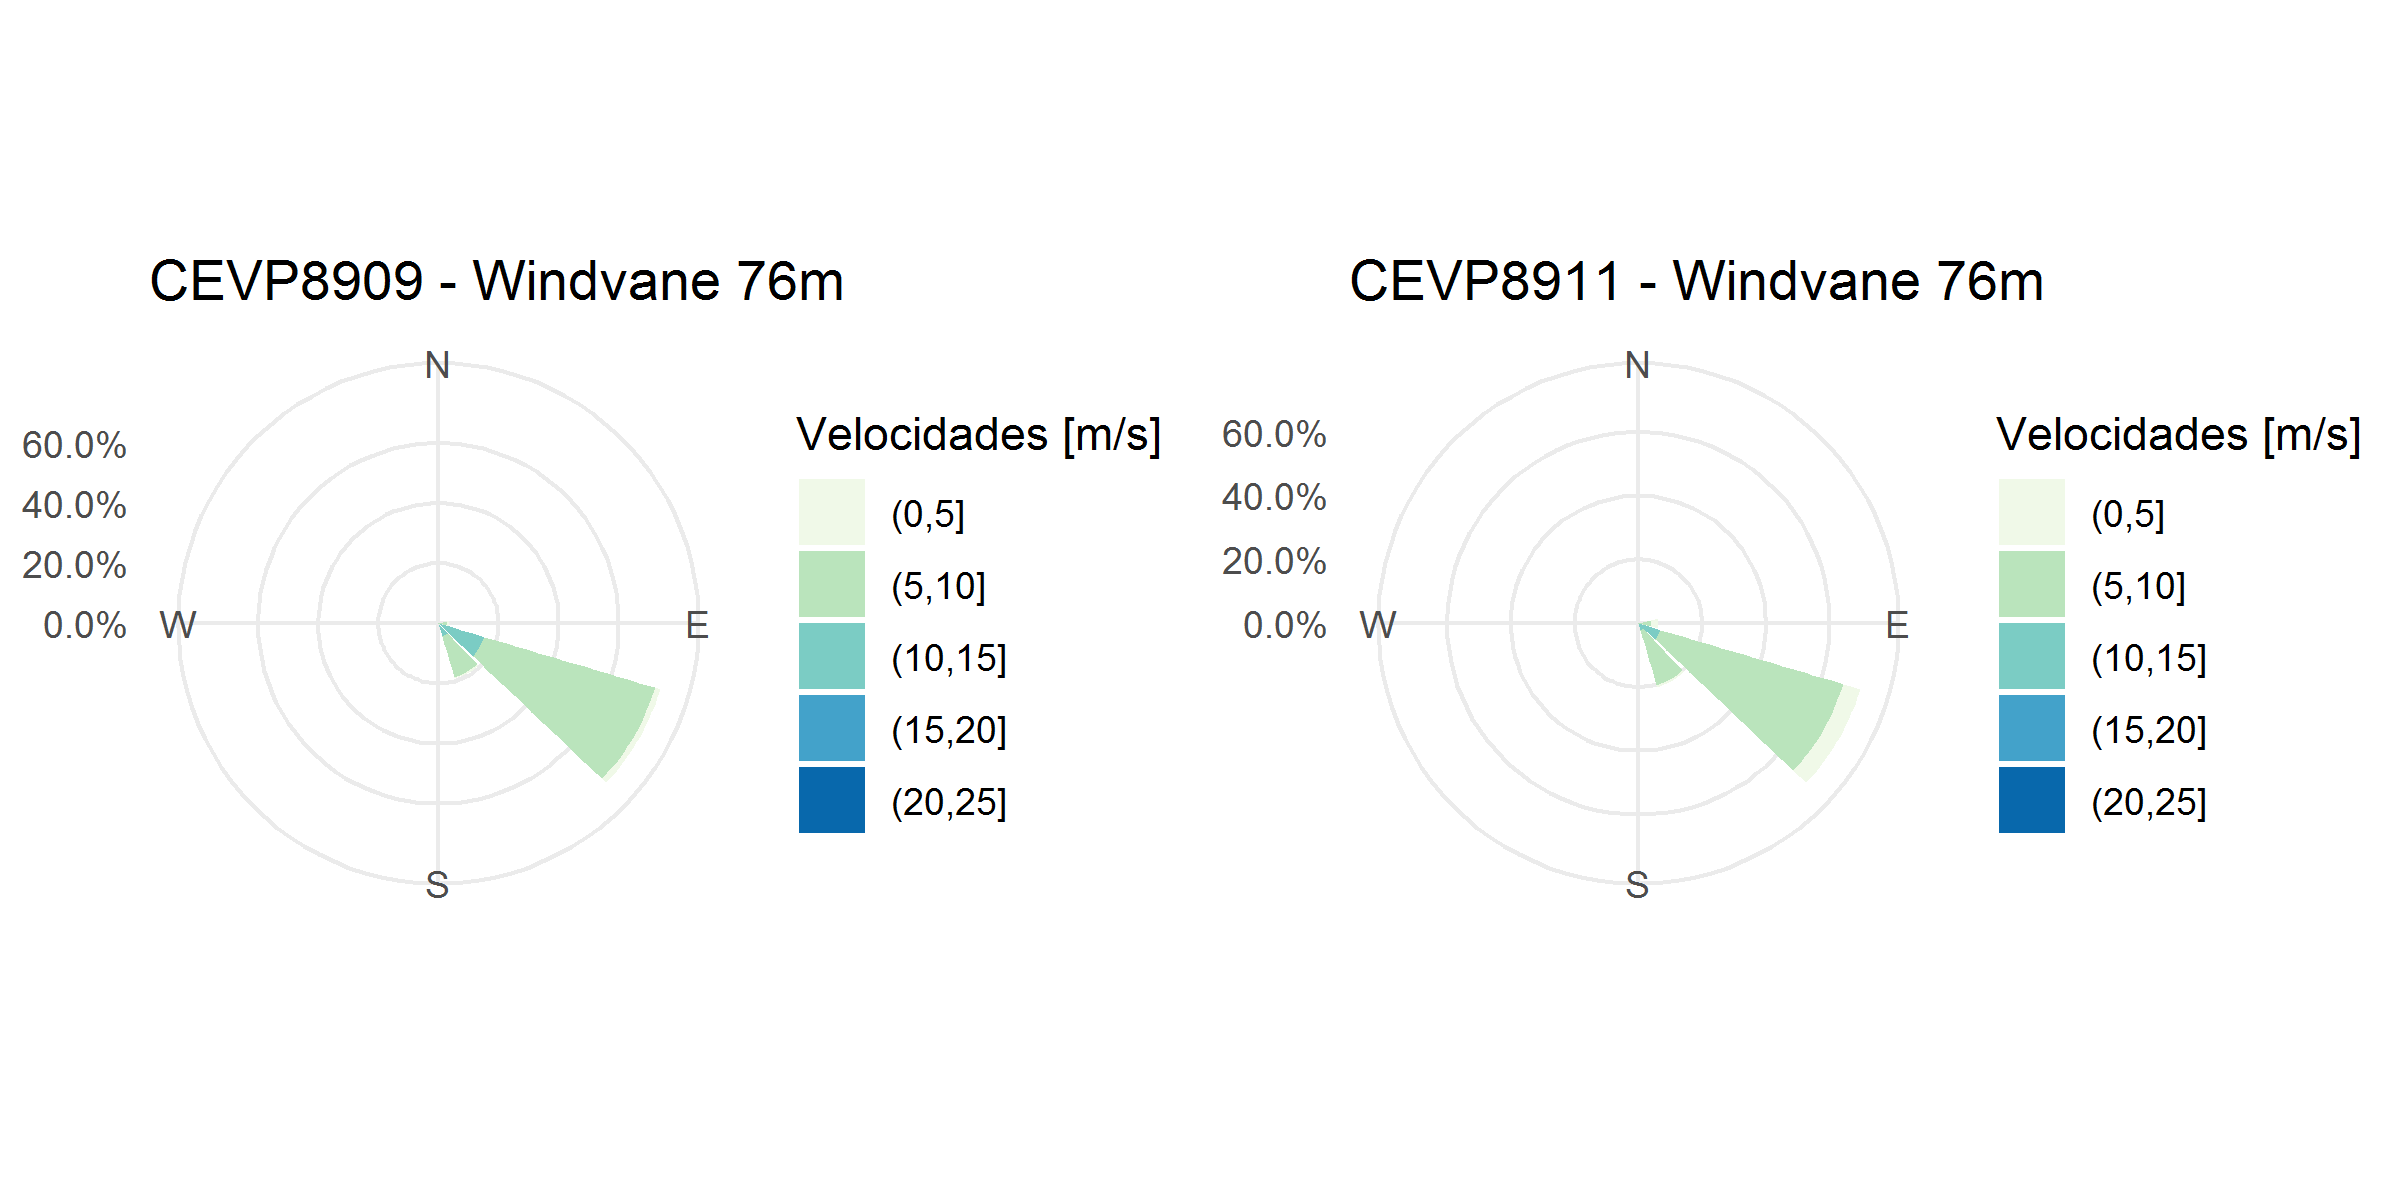 CEVP8909 - Windvane 76m
N
60.0%
40.0%
20.0%
0.0%
W
E
S
Velocidades [m/s]
(0,5]
(5,10]
(10,15]
(15,20]
(20,25]
CEVP8911 - Windvane 76m
N
60.0%
40.0%
20.0%
0.0%
W
E
S
Velocidades [m/s]
(0,5]
(5,10]
(10,15]
(15,20]
(20,25]